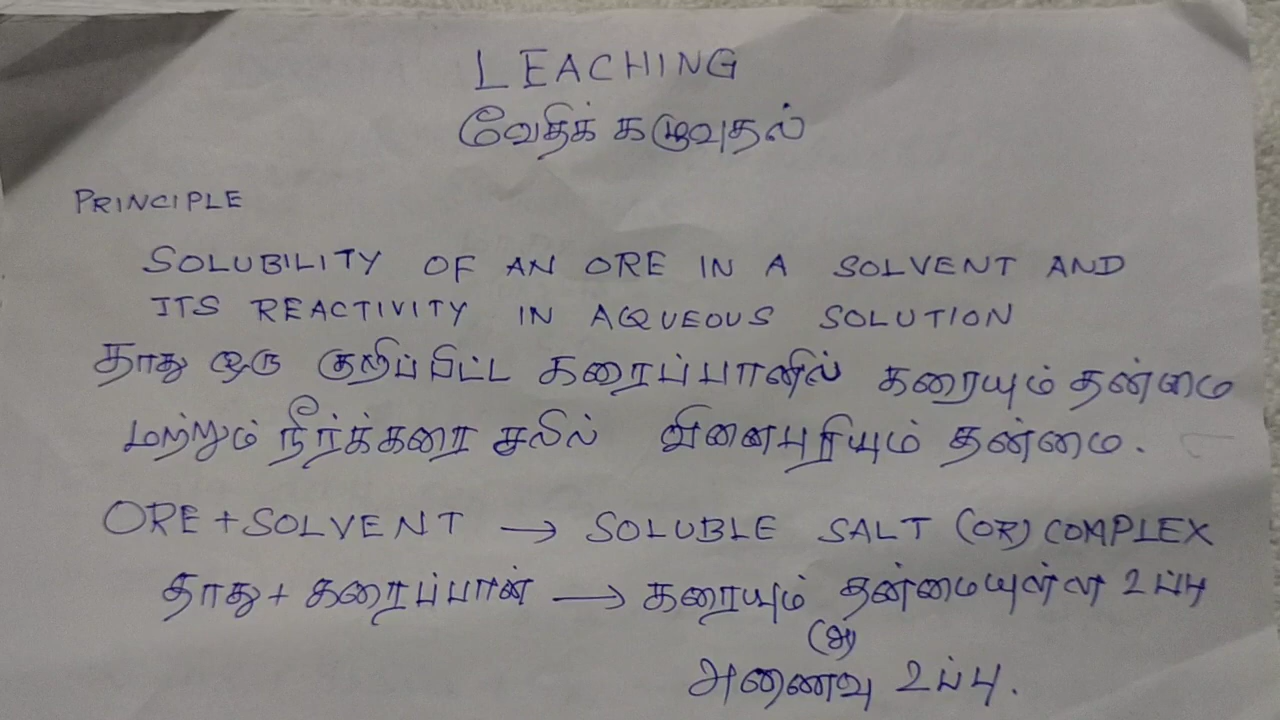 LEACHING
வேதிக் கழுவுதல்
PRINCIPLE
SOLUBILITY OF AN ORE IN A SOLVENT AND
ITS REACTIVITY IN AQUEOUS SOLUTION
தாது ஒரு குறிப்பிட்ட கரைப்பானில் கரையும் தன்மை
மற்றும் நீர்க்கரைசலில் வினைபுரியும் தன்மை.
ORE + SOLVENT → SOLUBLE SALT (OR) COMPLEX
தாது + கரைப்பான் → கரையும் தன்மையுள்ள உப்பு
(அ)
அணைவு உப்பு.